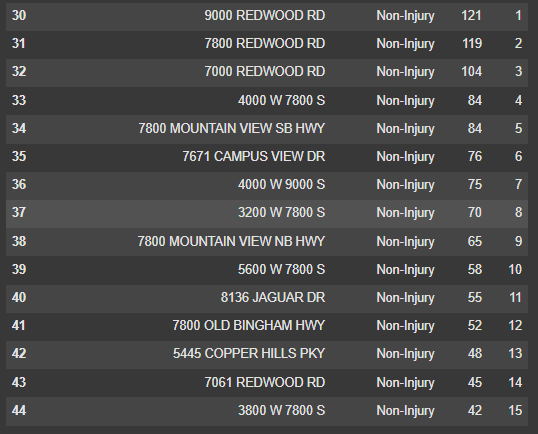 30 9000 REDWOOD RD Non-Injury 121 1
31 7800 REDWOOD RD Non-Injury 119 2
32 7000 REDWOOD RD Non-Injury 104 3
33 4000 W 7800 S Non-Injury 84 4
34 7800 MOUNTAIN VIEW SB HWY Non-Injury 84 5
35 7671 CAMPUS VIEW DR Non-Injury 76 6
36 4000 W 9000 S Non-Injury 75 7
37 3200 W 7800 S Non-Injury 70 8
38 7800 MOUNTAIN VIEW NB HWY Non-Injury 65 9
39 5600 W 7800 S Non-Injury 58 10
40 8136 JAGUAR DR Non-Injury 55 11
41 7800 OLD BINGHAM HWY Non-Injury 52 12
42 5445 COPPER HILLS PKY Non-Injury 48 13
43 7061 REDWOOD RD Non-Injury 45 14
44 3800 W 7800 S Non-Injury 42 15